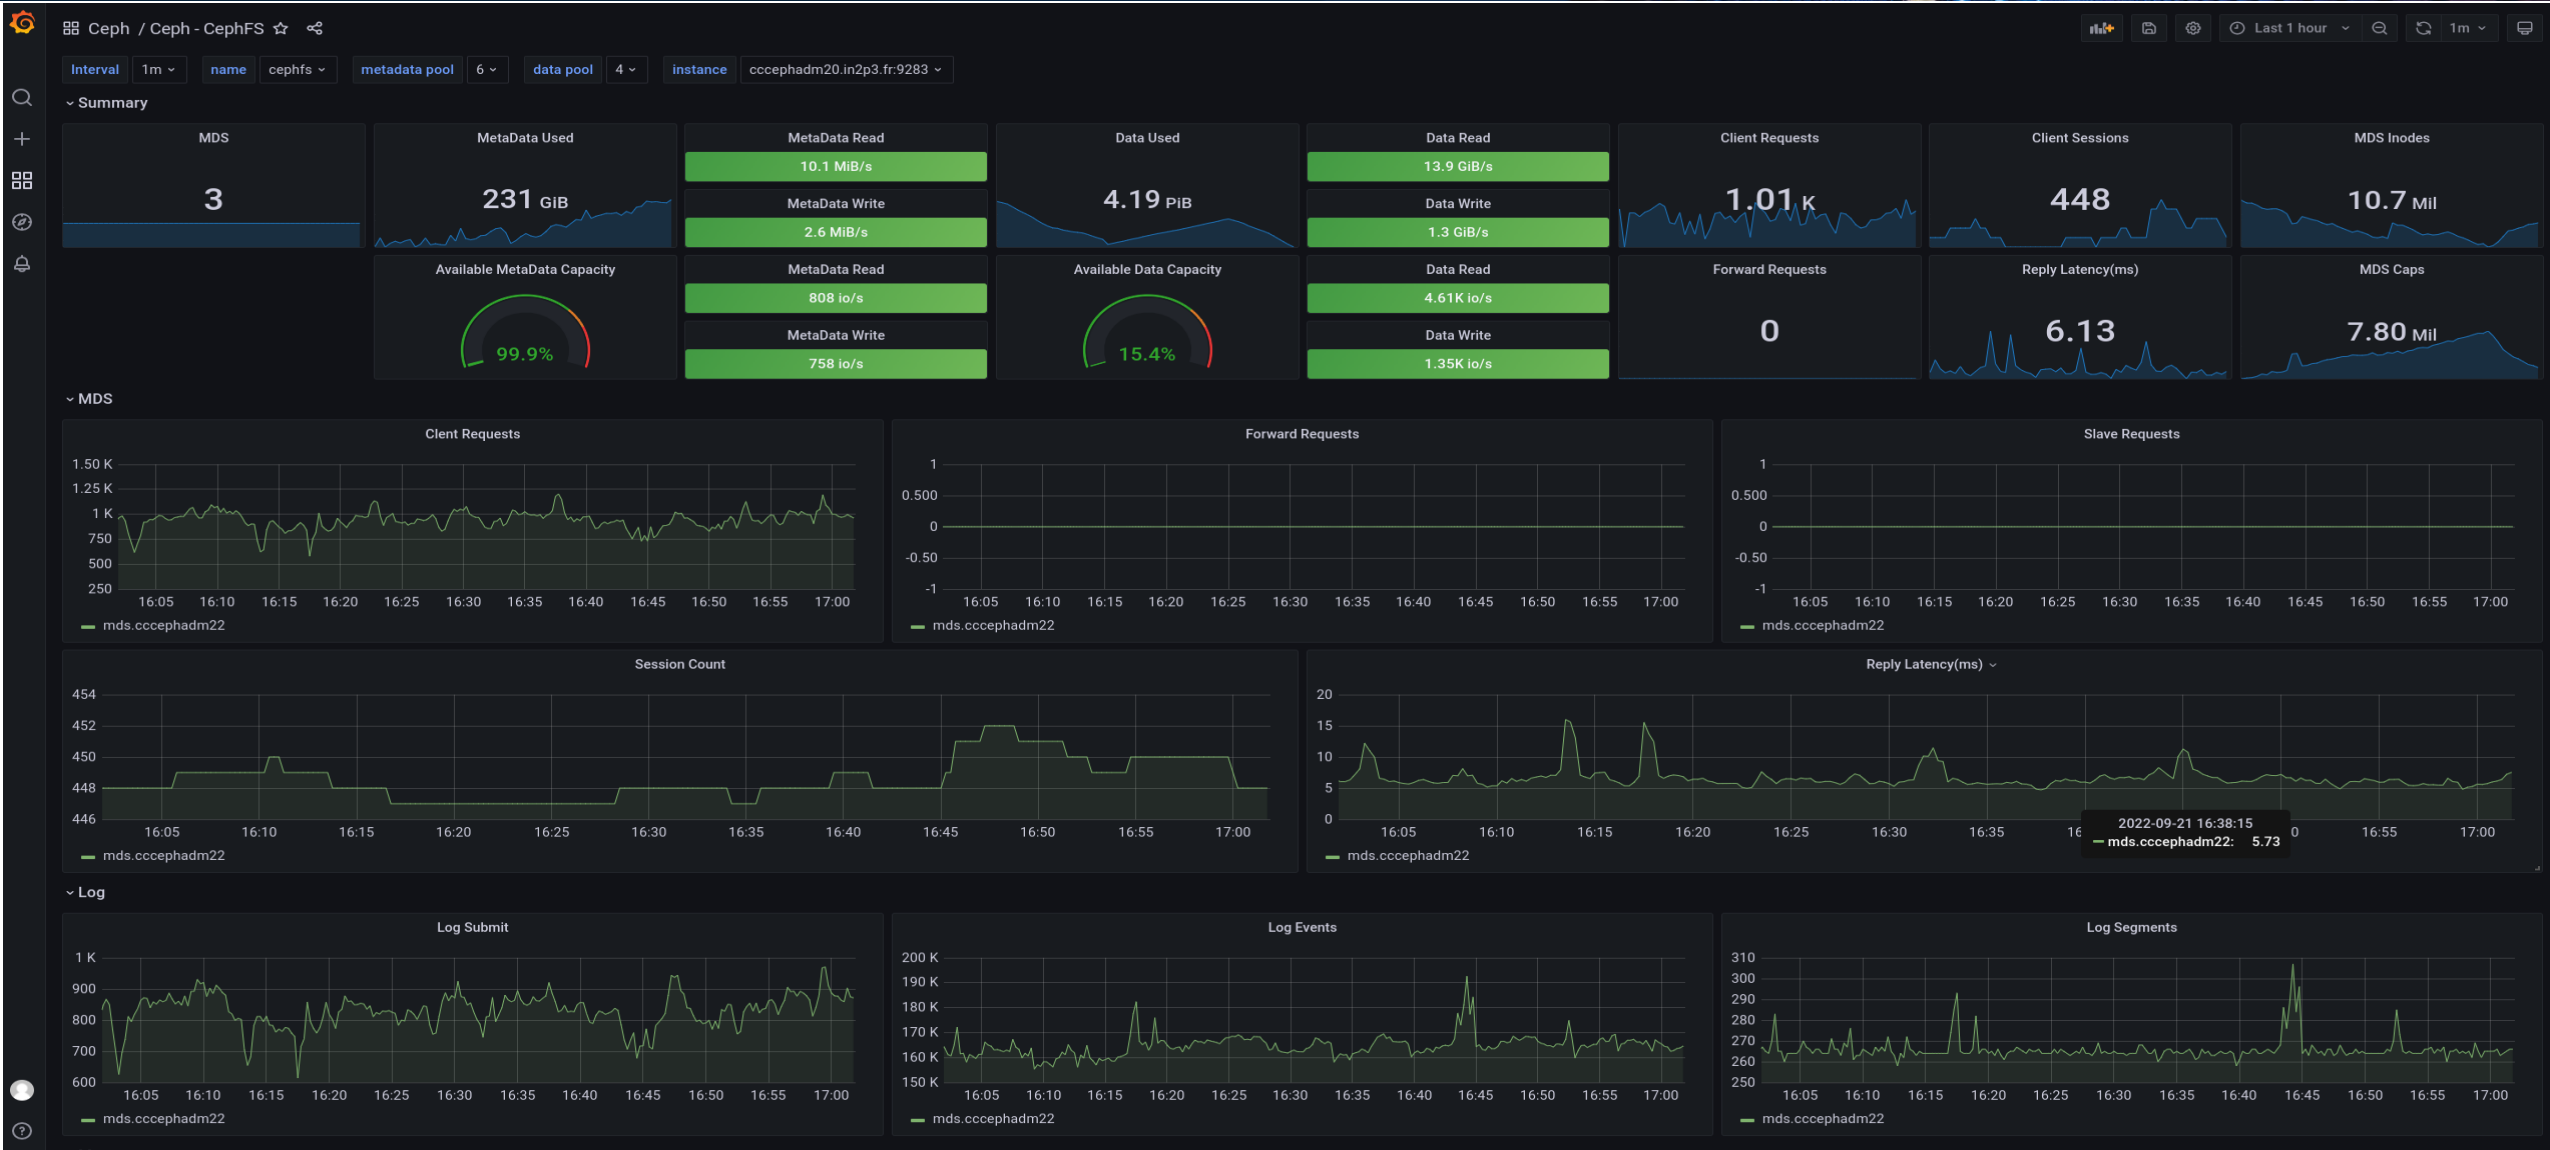 Ceph / Ceph - CephFS
Last 1 hour
1m
Interval 1m name cephfs metadata pool 6 data pool 4 instance cccephadm20.in2p3.fr:9283
Summary
MDS
3
MetaData Used
231 GiB
MetaData Read
10.1 MiB/s
MetaData Write
2.6 MiB/s
Data Used
4.19 PiB
Data Read
13.9 GiB/s
Data Write
1.3 GiB/s
Client Requests
1.01 K
Client Sessions
448
MDS Inodes
10.7 Mil
Available MetaData Capacity
99.9%
MetaData Read
808 io/s
MetaData Write
758 io/s
Available Data Capacity
15.4%
Data Read
4.61K io/s
Data Write
1.35K io/s
Forward Requests
0
Reply Latency(ms)
6.13
MDS Caps
7.80 Mil
MDS
Clent Requests
1.50 K
1.25 K
1 K
750
500
250
16:05 16:10 16:15 16:20 16:25 16:30 16:35 16:40 16:45 16:50 16:55 17:00
mds.cccephadm22
Forward Requests
1
0.500
0
-0.50
-1
16:05 16:10 16:15 16:20 16:25 16:30 16:35 16:40 16:45 16:50 16:55 17:00
mds.cccephadm22
Slave Requests
1
0.500
0
-0.50
-1
16:05 16:10 16:15 16:20 16:25 16:30 16:35 16:40 16:45 16:50 16:55 17:00
mds.cccephadm22
Session Count
454
452
450
448
446
16:05 16:10 16:15 16:20 16:25 16:30 16:35 16:40 16:45 16:50 16:55 17:00
mds.cccephadm22
Reply Latency(ms)
20
15
10
5
0
16:05 16:10 16:15 16:20 16:25 16:30 16:35 16 0 16:55 17:00
2022-09-21 16:38:15
mds.cccephadm22: 5.73
mds.cccephadm22
Log
Log Submit
1 K
900
800
700
600
16:05 16:10 16:15 16:20 16:25 16:30 16:35 16:40 16:45 16:50 16:55 17:00
mds.cccephadm22
Log Events
200 K
190 K
180 K
170 K
160 K
150 K
16:05 16:10 16:15 16:20 16:25 16:30 16:35 16:40 16:45 16:50 16:55 17:00
mds.cccephadm22
Log Segments
310
300
290
280
270
260
250
16:05 16:10 16:15 16:20 16:25 16:30 16:35 16:40 16:45 16:50 16:55 17:00
mds.cccephadm22